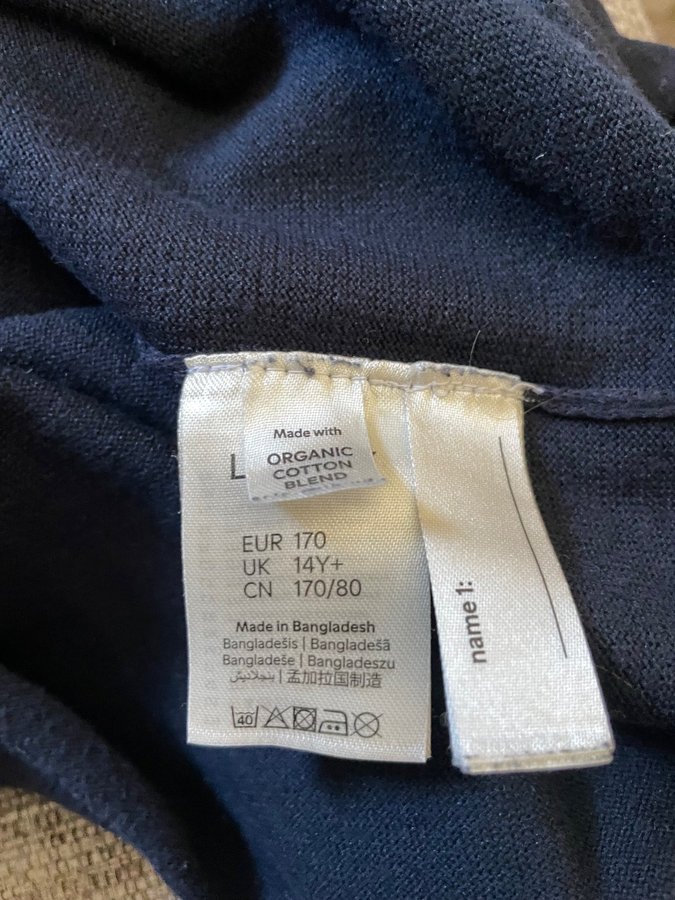 Made with
ORGANIC
COTTON
BLEND
EUR 170
UK 14Y+
CN 170/80
Made in Bangladesh
Bangladešis | Bangladešā
Bangladeše | Bangladeszu
بنجلاديش | 孟加拉国制造
40
name 1: